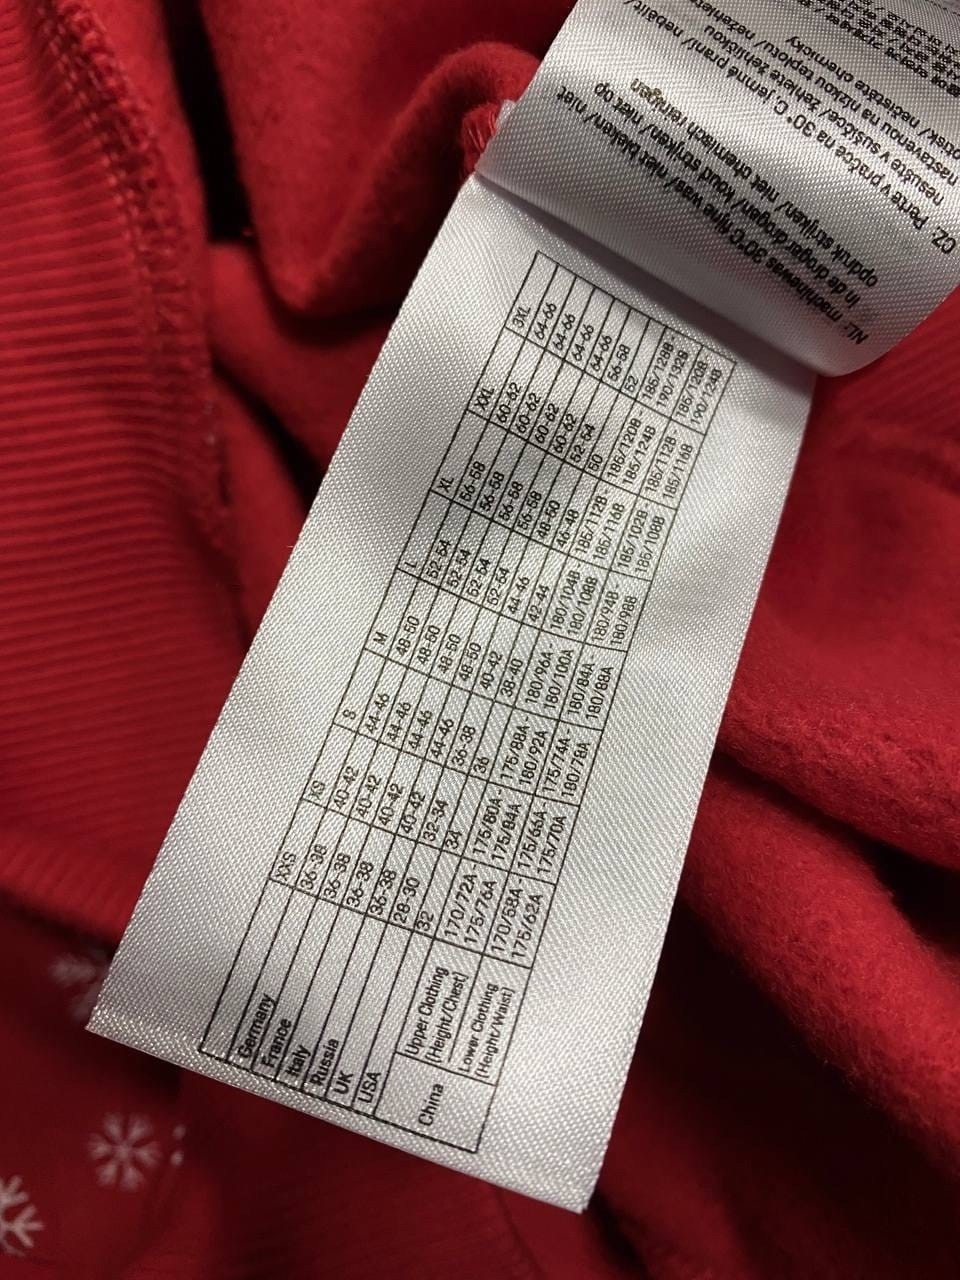 NL: machinewas 30°C fijne was/ niet bleken/ niet
in de droger drogen/ koud strijken/ niet op
opdruk strijken/ niet chemisch reinigen
CZ: Perte v pračce na 30° C, jemné praní/ nebělit/
nesušte v sušičce/ žehlete žehličkou
nastavenou na nízkou teplotu/ nežehlete
nečistěte chemicky
XXS XS S M L XL XXL 3XL
Germany 36-38 40-42 44-46 48-50 52-54 56-58 60-62 64-66
France 36-38 40-42 44-46 48-50 52-54 56-58 60-62 64-66
Italy 36-38 40-42 44-46 48-50 52-54 56-58 60-62 64-66
Russia 36-38 40-42 44-46 48-50 52-54 56-58 60-62 64-66
UK 28-30 32-34 36-38 40-42 44-46 48-50 52-54 56-58
USA 32 34 36 38-40 42-44 46-48 50 52
China
Upper Clothing 170/72A- 175/80A- 175/88A- 180/96A- 180/104B- 185/112B- 185/120B- 185/128B-
(Height/Chest) 175/76A 175/84A 180/92A 180/100A 180/108B 185/116B 185/124B 190/132B
Lower Clothing 170/58A- 175/66A- 175/74A- 180/84A- 180/94B- 185/102B- 185/112B- 185/120B-
(Height/Waist) 175/62A 175/70A 180/78A 180/88A 180/98B 185/108B 185/116B 190/124B